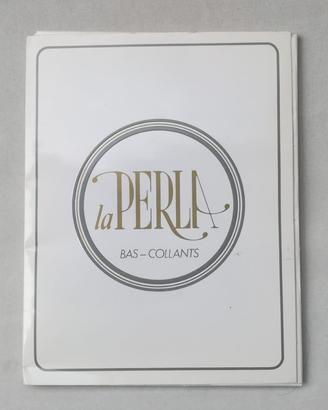 la PERLA
BAS – COLLANTS